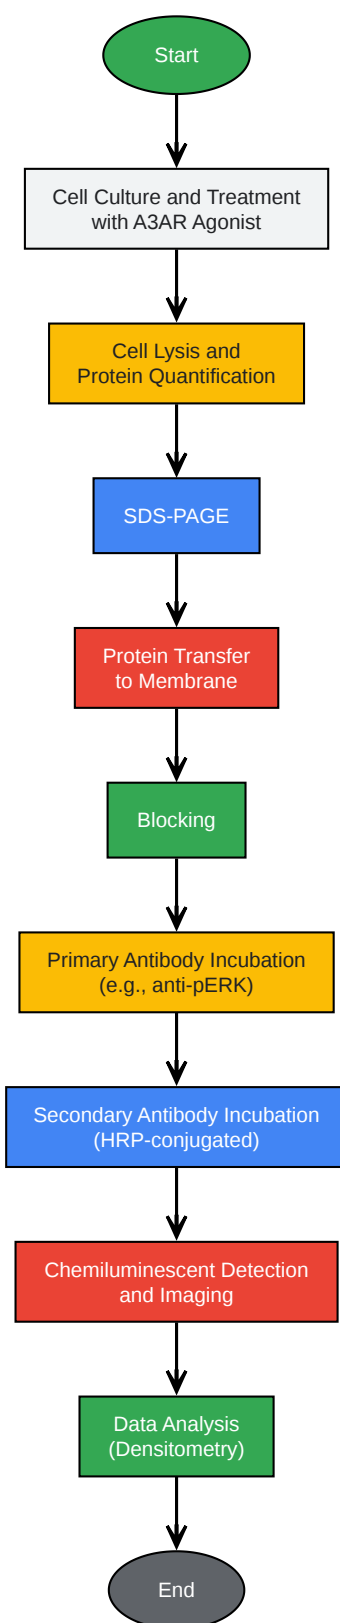 Start
Cell Culture and Treatment
with A3AR Agonist
Cell Lysis and
Protein Quantification
SDS-PAGE
Protein Transfer
to Membrane
Blocking
Primary Antibody Incubation
(e.g., anti-pERK)
Secondary Antibody Incubation
(HRP-conjugated)
Chemiluminescent Detection
and Imaging
Data Analysis
(Densitometry)
End